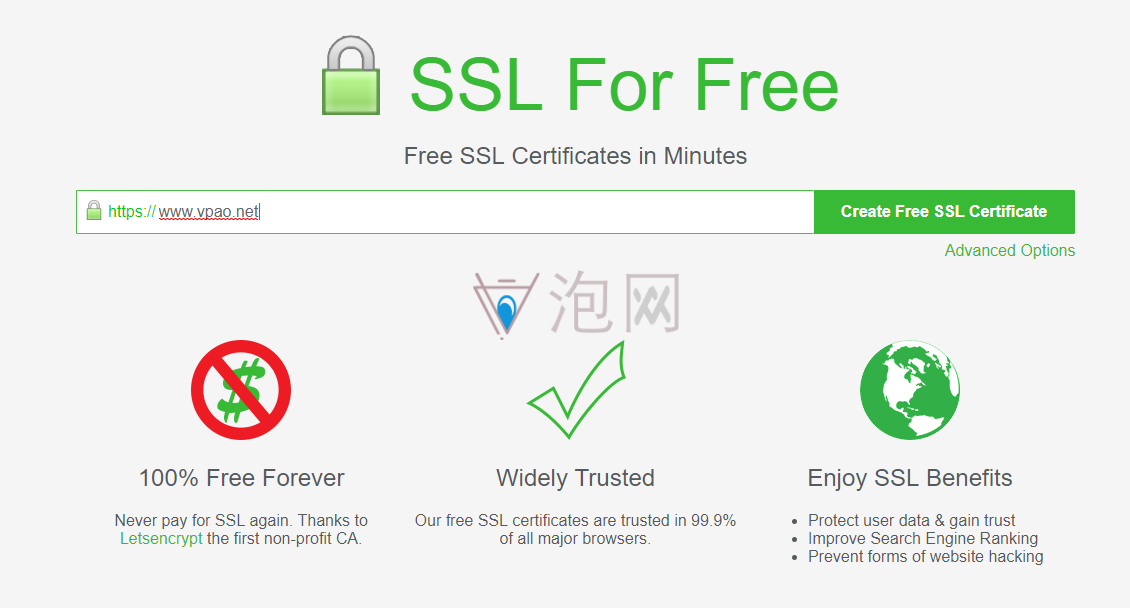 SSL For Free
Free SSL Certificates in Minutes
https:// www.vpao.net
Create Free SSL Certificate
Advanced Options
泡网
100% Free Forever
Never pay for SSL again. Thanks to
Letsencrypt the first non-profit CA.
Widely Trusted
Our free SSL certificates are trusted in 99.9%
of all major browsers.
Enjoy SSL Benefits
• Protect user data & gain trust
• Improve Search Engine Ranking
• Prevent forms of website hacking